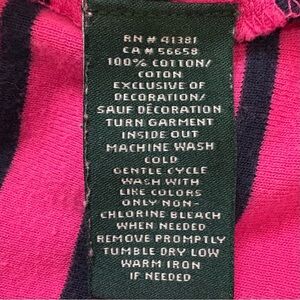 RN # 41381
CA # 56658
100% COTTON/
COTON
EXCLUSIVE OF
DECORATION/
SAUF DÉCORATION
TURN GARMENT
INSIDE OUT
MACHINE WASH
COLD
GENTLE CYCLE
WASH WITH
LIKE COLORS
ONLY NON-
CHLORINE BLEACH
WHEN NEEDED
REMOVE PROMPTLY
TUMBLE DRY LOW
WARM IRON
IF NEEDED